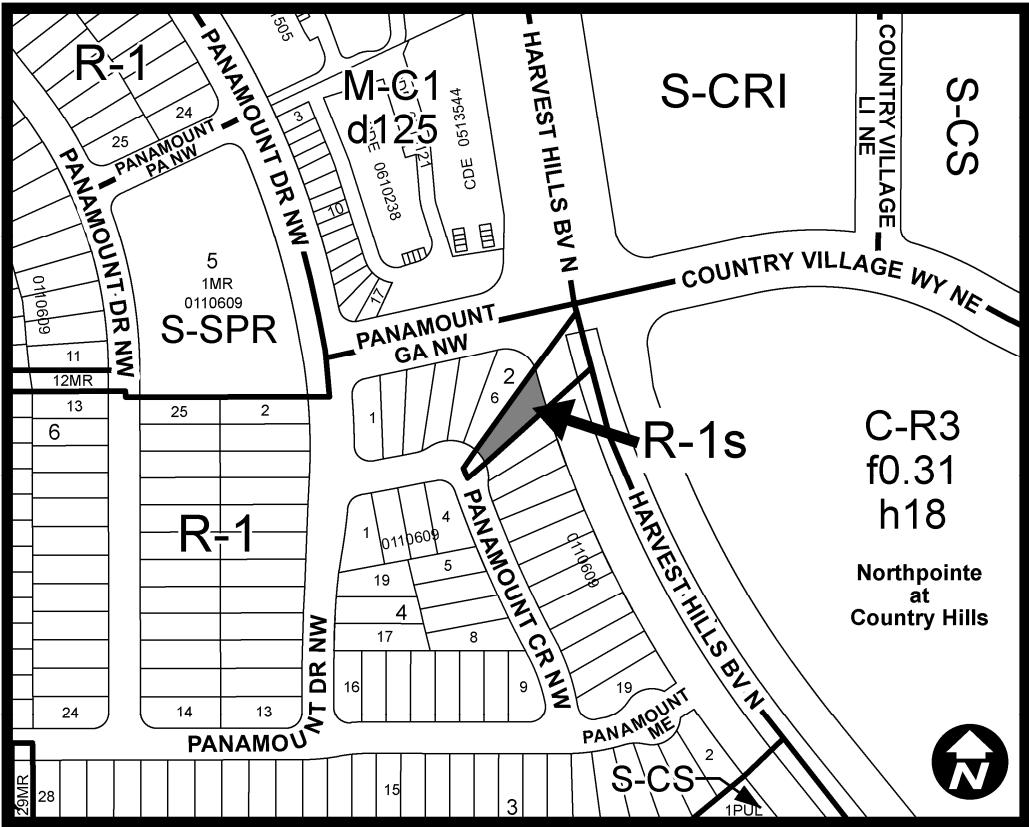 R-1
24
25
PANAMOUNT
PA NW
PANAMOUNT DR NW
1505
3
M-C1
d125
CDE 0610238
CDE 0513544
10
17
HARVEST HILLS BV N
S-CRI
COUNTRY VILLAGE
LI NE
S-CS
PANAMOUNT DR NW
0110609
11
12MR
5
1MR
0110609
S-SPR
PANAMOUNT
GA NW
COUNTRY VILLAGE WY NE
13
6
24
25
2
R-1
14
13
1
2
6
R-1s
C-R3
f0.31
h18
Northpointe
at
Country Hills
1
0110609
4
5
19
4
17
8
16
9
PANAMOUNT CR NW
0110609
HARVEST HILLS BV N
19
PANAMOUNT
ME
NT DR NW
PANAMOU
29MR
28
15
3
2
S-CS
1PUL
N